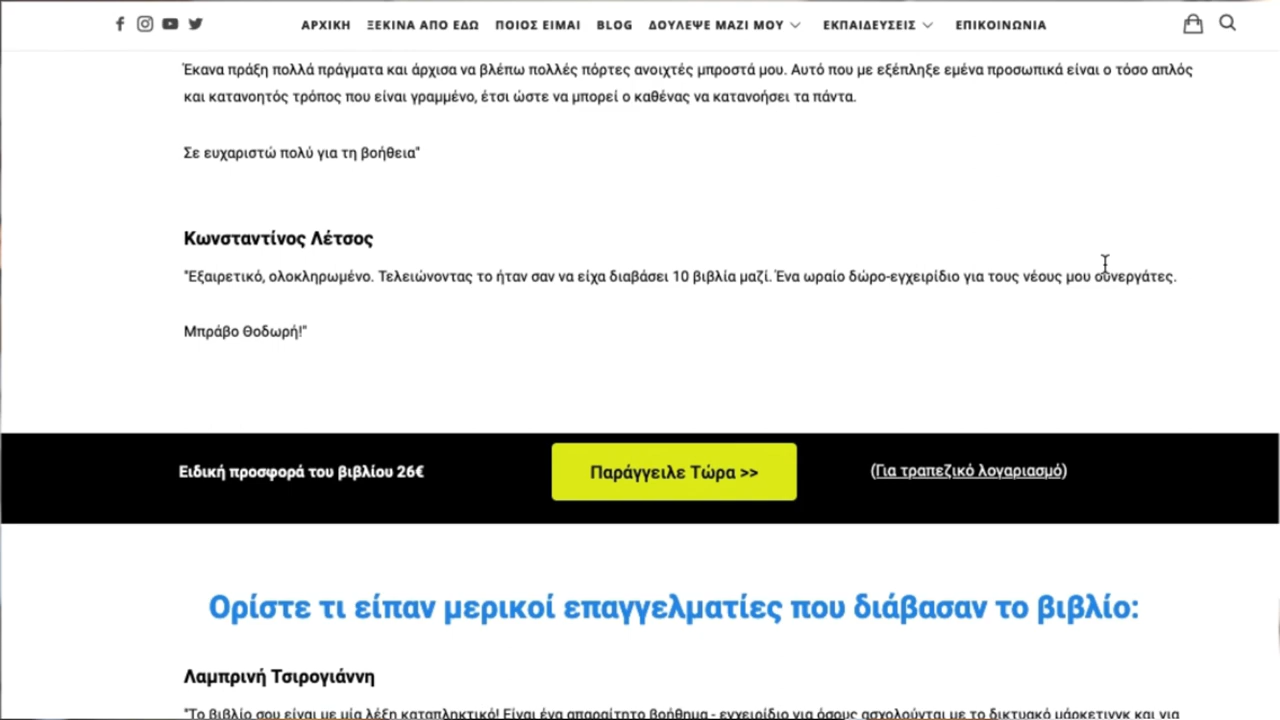 ΑΡΧΙΚΗ ΞΕΚΙΝΑ ΑΠΟ ΕΔΩ ΠΟΙΟΣ ΕΙΜΑΙ BLOG ΔΟΥΛΕΨΕ ΜΑΖΙ ΜΟΥ ΕΚΠΑΙΔΕΥΣΕΙΣ ΕΠΙΚΟΙΝΩΝΙΑ
Έκανα πράξη πολλά πράγματα και άρχισα να βλέπω πολλές πόρτες ανοιχτές μπροστά μου. Αυτό που με εξέπληξε εμένα προσωπικά είναι ο τόσο απλός
και κατανοητός τρόπος που είναι γραμμένο, έτσι ώστε να μπορεί ο καθένας να κατανοήσει τα πάντα.
Σε ευχαριστώ πολύ για τη βοήθεια"
Κωνσταντίνος Λέτσος
"Εξαιρετικό, ολοκληρωμένο. Τελειώνοντας το ήταν σαν να είχα διαβάσει 10 βιβλία μαζί. Ένα ωραίο δώρο-εγχειρίδιο για τους νέους μου συνεργάτες.
Μπράβο Θοδωρή!"
Ειδική προσφορά του βιβλίου 26€ Παράγγειλε Τώρα >> (Για τραπεζικό λογαριασμό)
Ορίστε τι είπαν μερικοί επαγγελματίες που διάβασαν το βιβλίο:
Λαμπρινή Τσιρογιάννη
"Το βιβλίο σου είναι με μία λέξη καταπληκτικό! Είναι ένα απαραίτητο βοήθημα - εγχειρίδιο για όσους ασχολούνται με το δικτυακό μάρκετινγκ και για